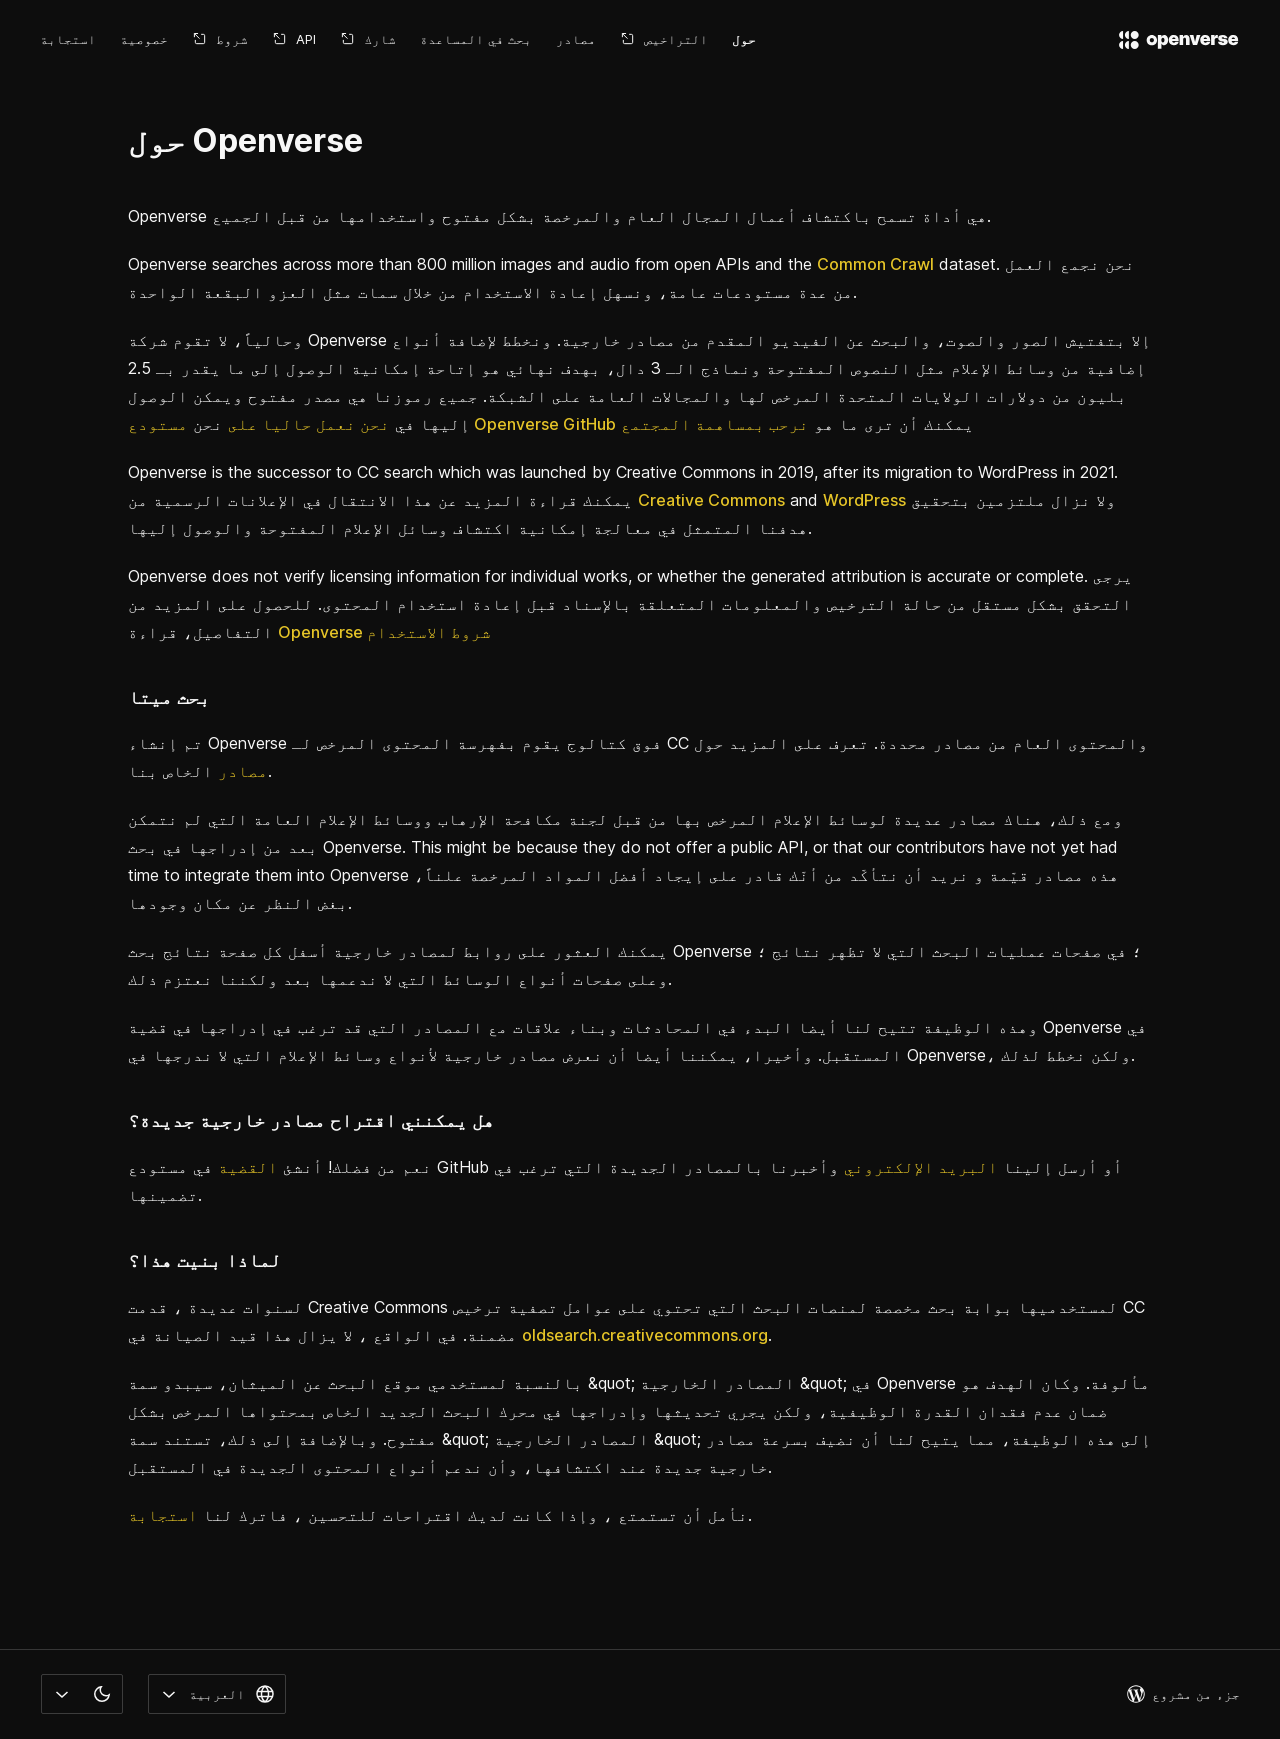 openverse
حول
التراخيص
مصادر
بحث في المساعدة
شارك
API
شروط
خصوصية
استجابة
حول Openverse
Openverse هي أداة تسمح باكتشاف أعمال المجال العام والمرخصة بشكل مفتوح واستخدامها من قبل الجميع.
Openverse searches across more than 800 million images and audio from open APIs and the Common Crawl dataset. نحن نجمع العمل
من عدة مستودعات عامة، ونسهل إعادة الاستخدام من خلال سمات مثل العزو البقعة الواحدة.
وحالياً، لا تقوم شركة Openverse إلا بتفتيش الصور والصوت، والبحث عن الفيديو المقدم من مصادر خارجية. ونخطط لإضافة أنواع
إضافية من وسائط الإعلام مثل النصوص المفتوحة ونماذج الـ 3 دال، بهدف نهائي هو إتاحة إمكانية الوصول إلى ما يقدر بـ 2.5
بليون من دولارات الولايات المتحدة المرخص لها والمجالات العامة على الشبكة. جميع رموزنا هي مصدر مفتوح ويمكن الوصول
إليها في نحن نعمل حاليا على نحن مستودع Openverse GitHub يمكنك أن ترى ما هو نرحب بمساهمة المجتمع
Openverse is the successor to CC search which was launched by Creative Commons in 2019, after its migration to WordPress in 2021.
يمكنك قراءة المزيد عن هذا الانتقال في الإعلانات الرسمية من Creative Commons and WordPress ولا نزال ملتزمين بتحقيق
هدفنا المتمثل في معالجة إمكانية اكتشاف وسائل الإعلام المفتوحة والوصول إليها.
Openverse does not verify licensing information for individual works, or whether the generated attribution is accurate or complete. يرجى
التحقق بشكل مستقل من حالة الترخيص والمعلومات المتعلقة بالإسناد قبل إعادة استخدام المحتوى. للحصول على المزيد من
التفاصيل، قراءة Openverse شروط الاستخدام
بحث ميتا
تم إنشاء Openverse فوق كتالوج يقوم بفهرسة المحتوى المرخص لـ CC والمحتوى العام من مصادر محددة. تعرف على المزيد حول
مصادر الخاص بنا.
ومع ذلك، هناك مصادر عديدة لوسائط الإعلام المرخص بها من قبل لجنة مكافحة الإرهاب ووسائط الإعلام العامة التي لم نتمكن
بعد من إدراجها في بحث Openverse. This might be because they do not offer a public API, or that our contributors have not yet had
time to integrate them into Openverse هذه مصادر قيّمة و نريد أن نتأكّد من أنّك قادر على إيجاد أفضل المواد المرخصة علناً،
بغض النظر عن مكان وجودها.
يمكنك العثور على روابط لمصادر خارجية أسفل كل صفحة نتائج بحث Openverse ؛ في صفحات عمليات البحث التي لا تظهر نتائج ؛
وعلى صفحات أنواع الوسائط التي لا ندعمها بعد ولكننا نعتزم ذلك.
وهذه الوظيفة تتيح لنا أيضا البدء في المحادثات وبناء علاقات مع المصادر التي قد ترغب في إدراجها في قضية Openverse في
المستقبل. وأخيرا، يمكننا أيضا أن نعرض مصادر خارجية لأنواع وسائط الإعلام التي لا ندرجها في Openverse، ولكن نخطط لذلك.
هل يمكنني اقتراح مصادر خارجية جديدة؟
نعم من فضلك! أنشئ القضية في مستودع GitHub أو أرسل إلينا البريد الإلكتروني وأخبرنا بالمصادر الجديدة التي ترغب في
تضمينها.
لماذا بنيت هذا؟
لسنوات عديدة ، قدمت Creative Commons لمستخدميها بوابة بحث مخصصة لمنصات البحث التي تحتوي على عوامل تصفية ترخيص CC
مضمنة. في الواقع ، لا يزال هذا قيد الصيانة في oldsearch.creativecommons.org.
بالنسبة لمستخدمي موقع البحث عن الميثان، سيبدو سمة &quot; المصادر الخارجية &quot; في Openverse مألوفة. وكان الهدف هو
ضمان عدم فقدان القدرة الوظيفية، ولكن يجري تحديثها وإدراجها في محرك البحث الجديد الخاص بمحتواها المرخص بشكل
مفتوح. وبالإضافة إلى ذلك، تستند سمة &quot; المصادر الخارجية &quot; إلى هذه الوظيفة، مما يتيح لنا أن نضيف بسرعة مصادر
خارجية جديدة عند اكتشافها، وأن ندعم أنواع المحتوى الجديدة في المستقبل.
نأمل أن تستمتع ، وإذا كانت لديك اقتراحات للتحسين ، فاترك لنا استجابة.
جزء من مشروع
العربية